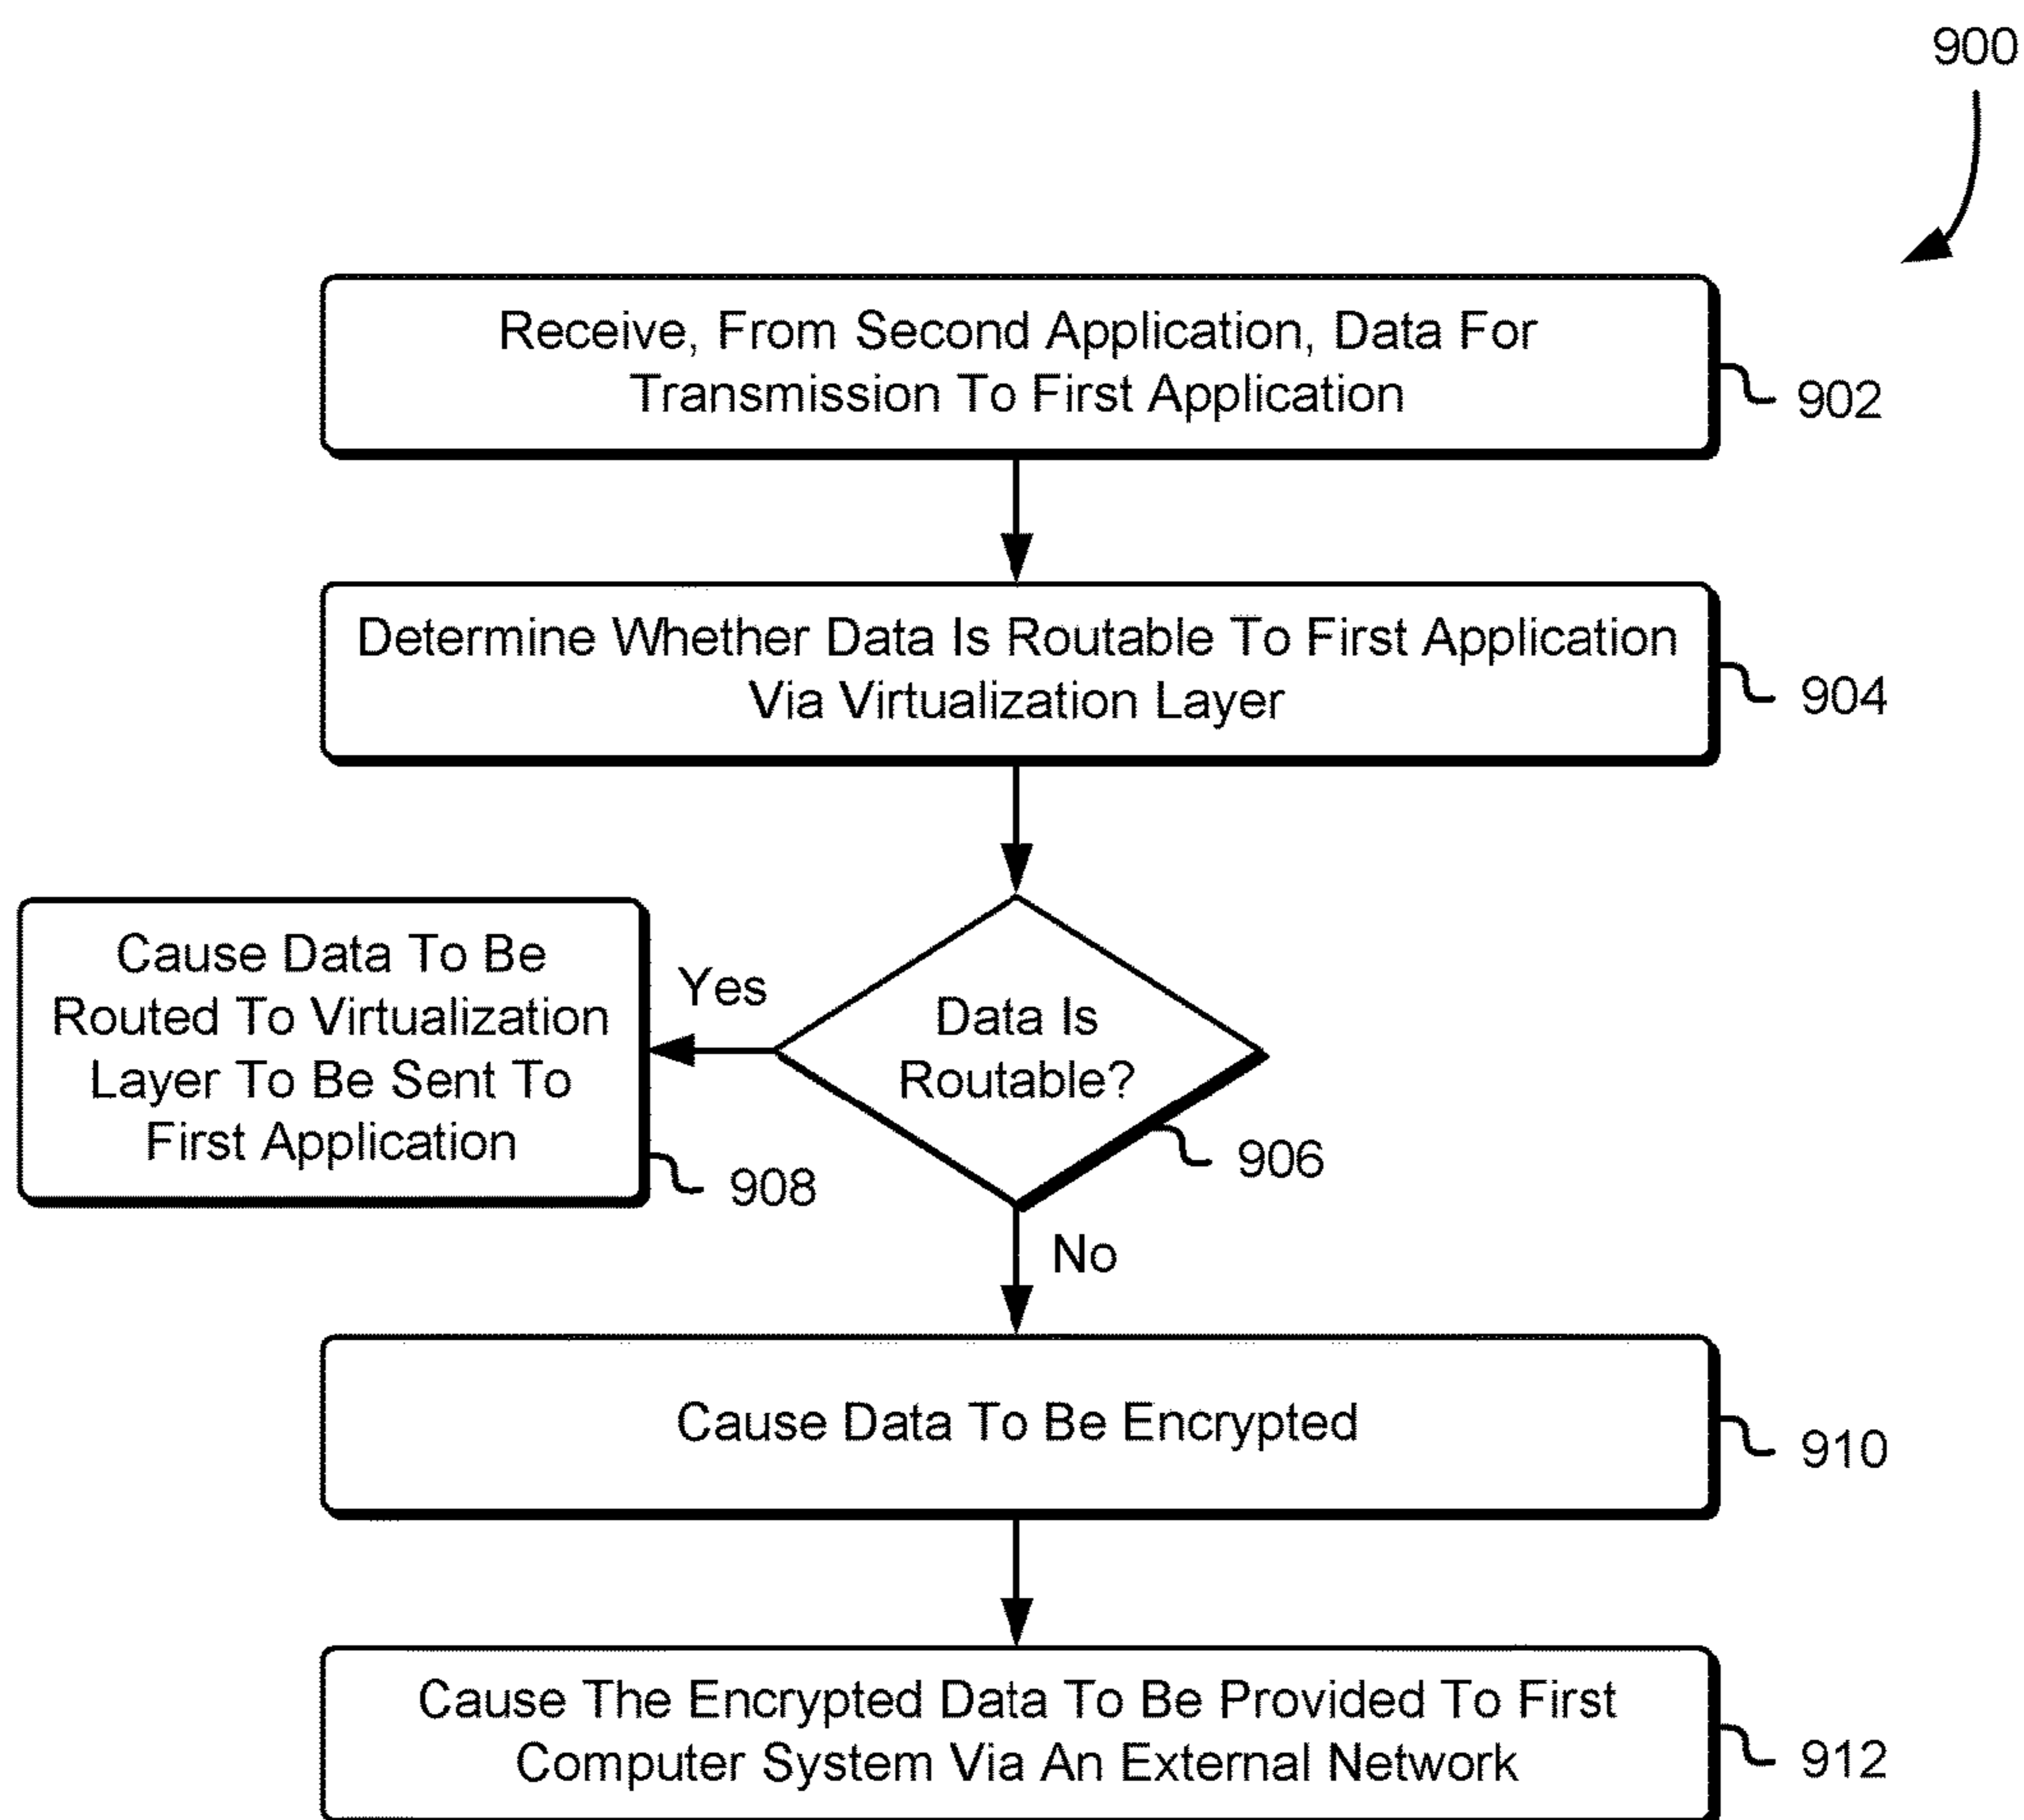 900
Receive, From Second Application, Data For
Transmission To First Application
902
Determine Whether Data Is Routable To First Application
Via Virtualization Layer
904
Data Is
Routable?
906
Yes
Cause Data To Be
Routed To Virtualization
Layer To Be Sent To
First Application
908
No
Cause Data To Be Encrypted
910
Cause The Encrypted Data To Be Provided To First
Computer System Via An External Network
912